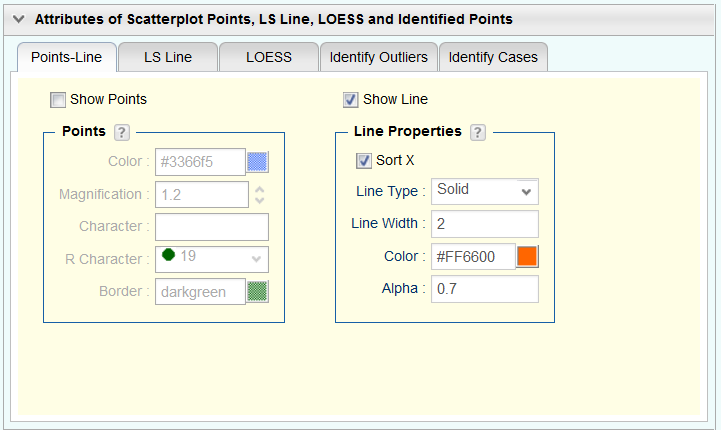 Attributes of Scatterplot Points, LS Line, LOESS and Identified Points
Points-Line
LS Line
LOESS
Identify Outliers
Identify Cases
Show Points
Show Line
Points ?
Color : #3366f5
Magnification : 1.2
Character :
R Character : 19
Border : darkgreen
Line Properties ?
Sort X
Line Type : Solid
Line Width : 2
Color : #FF6600
Alpha : 0.7